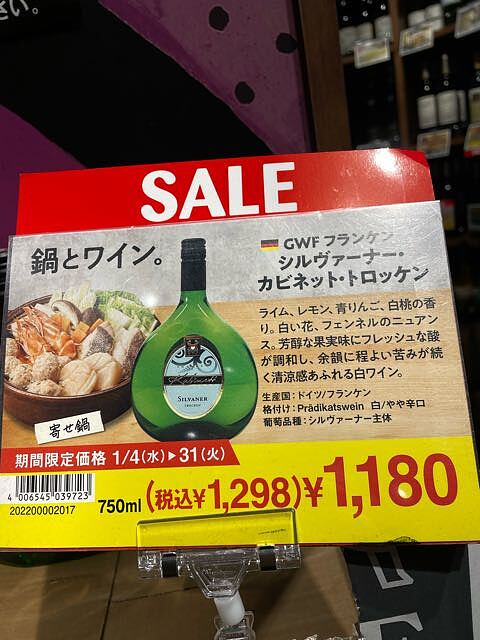 さい。
SALE
鍋とワイン。
GWF フランケン
シルヴァーナー・
カビネット・トロッケン
ライム、レモン、青りんご、白桃の香
り。白い花、フェンネルのニュアン
ス。芳醇な果実味にフレッシュな酸
が調和し、余韻に程よい苦みが続
く清涼感あふれる白ワイン。
生産国：ドイツ/フランケン
格付け：Prädikatswein 白/やや辛口
葡萄品種：シルヴァーナー主体
Kabinett
SILVANER
TROCKEN
寄せ鍋
期間限定価格 1/4(水)▶31(火)
4 006545 039723
202200002017
750ml (税込¥1,298) ¥1,180